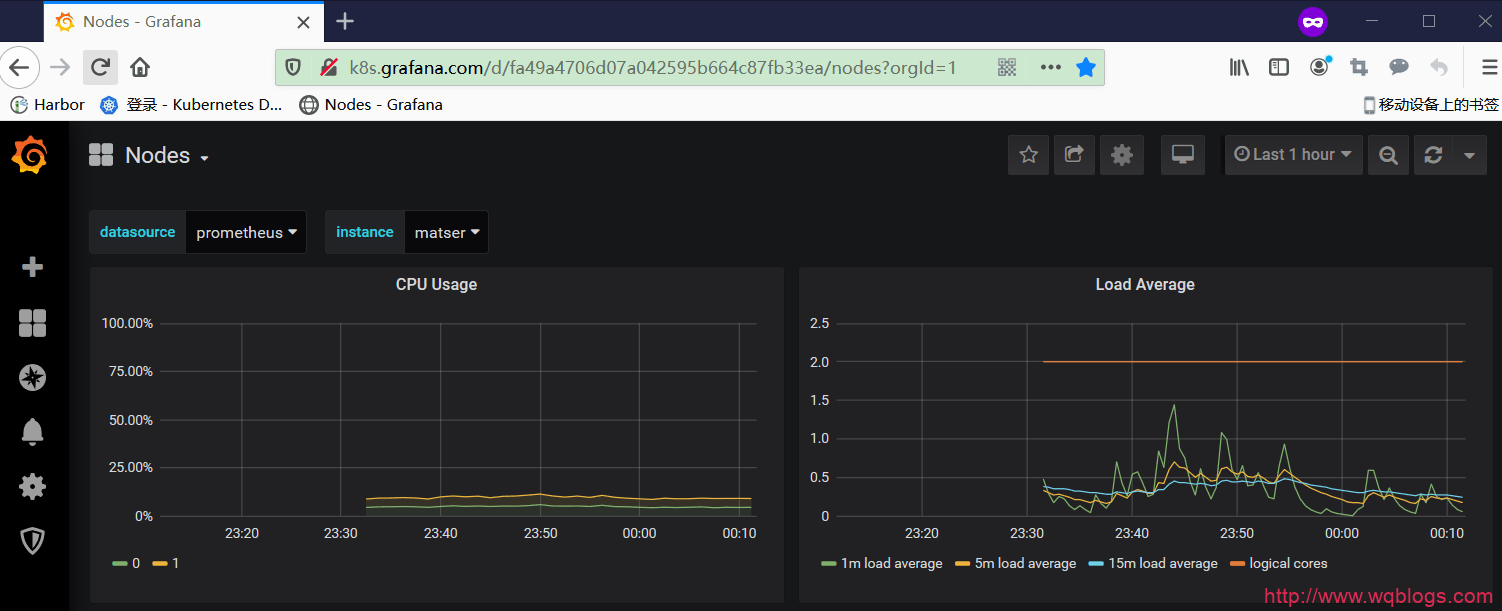 Nodes - Grafana
k8s.grafana.com/d/fa49a4706d07a042595b664c87fb33ea/nodes?orgId=1
Harbor 登录 - Kubernetes D... Nodes - Grafana 移动设备上的书签
Nodes Last 1 hour
datasource prometheus instance matser
CPU Usage
100.00%
75.00%
50.00%
25.00%
0%
23:20 23:30 23:40 23:50 00:00 00:10
0 1
Load Average
2.5
2.0
1.5
1.0
0.5
0
23:20 23:30 23:40 23:50 00:00 00:10
1m load average 5m load average 15m load average logical cores
http://www.wqblogs.com